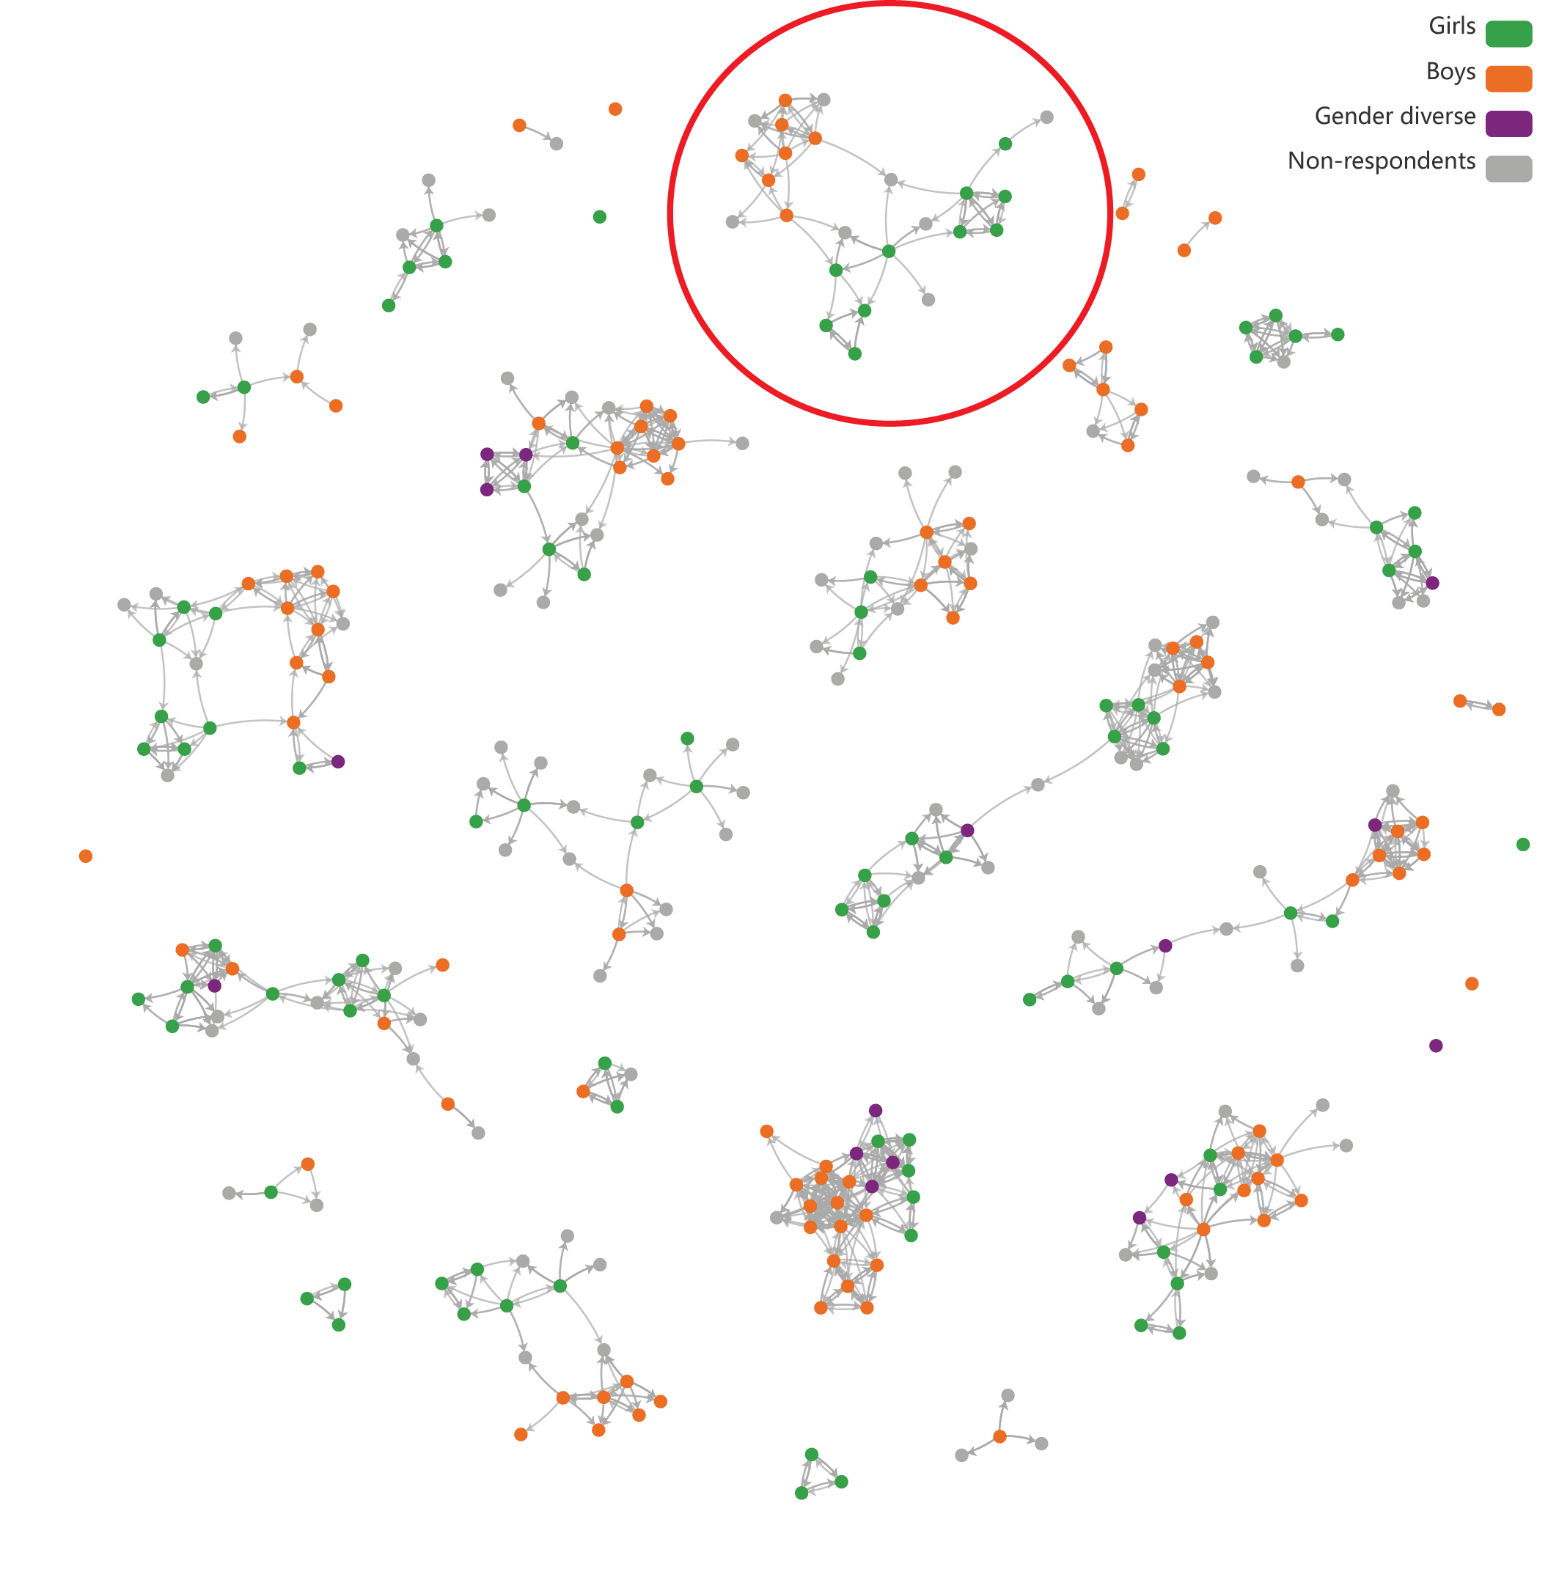 Girls
Boys
Gender diverse
Non-respondents